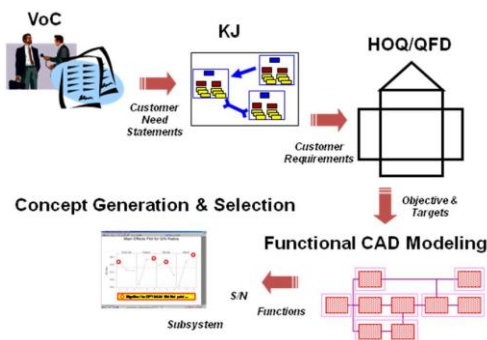 VoC
KJ
HOQ/QFD
Customer
Need
Statements
Customer
Requirements
Objective &
Targets
Concept Generation & Selection
Functional CAD Modeling
S/N
Functions
Subsystem